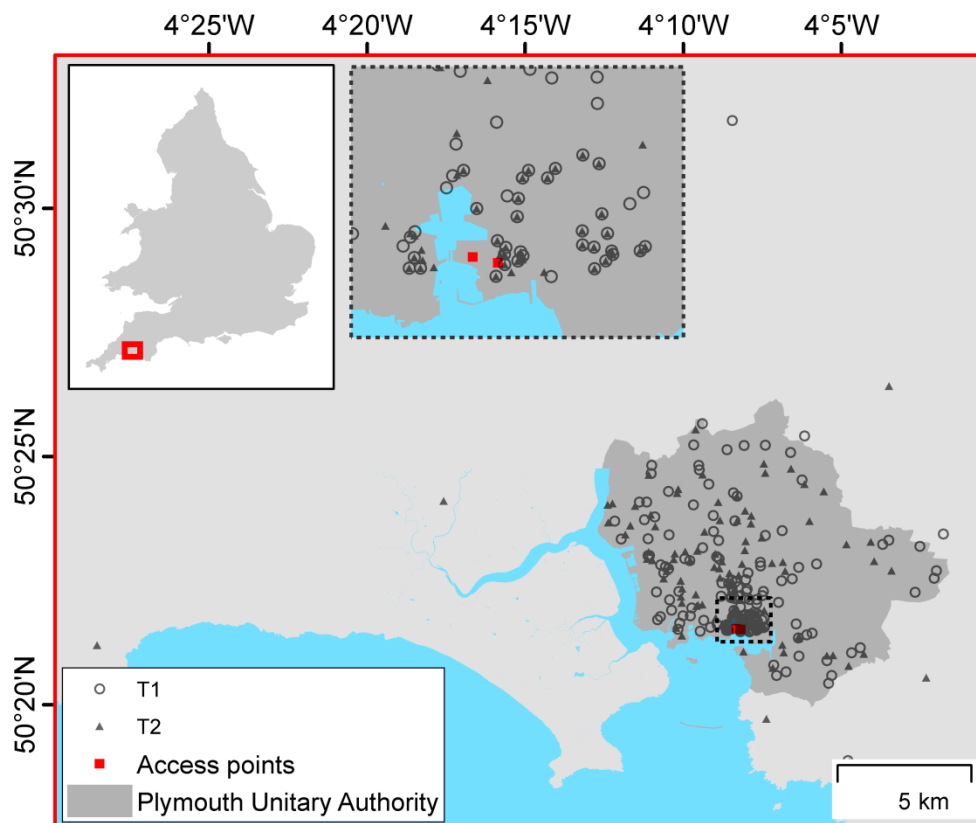 4°25'W 4°20'W 4°15'W 4°10'W 4°5'W
50°30'N
50°25'N
50°20'N
T1
T2
Access points
Plymouth Unitary Authority
5 km